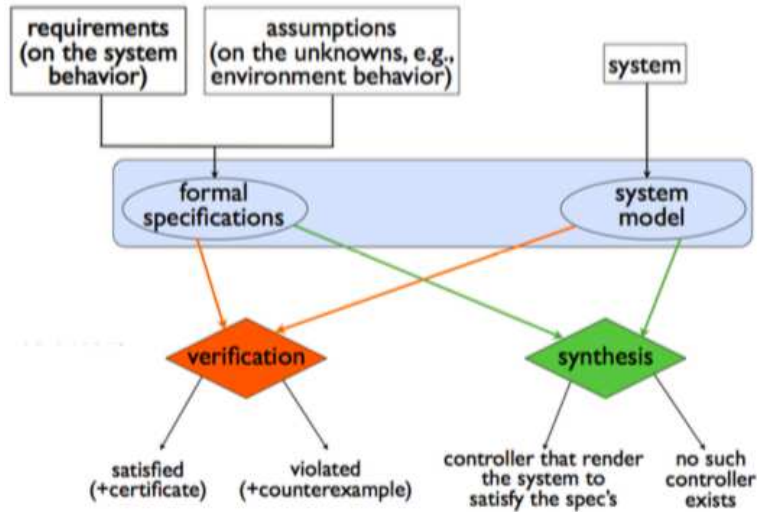 requirements
(on the system
behavior)
assumptions
(on the unknowns, e.g.,
environment behavior)
system
formal
specifications
system
model
verification
synthesis
satisfied
(+certificate)
violated
(+counterexample)
controller that render
the system to
satisfy the spec's
no such
controller
exists